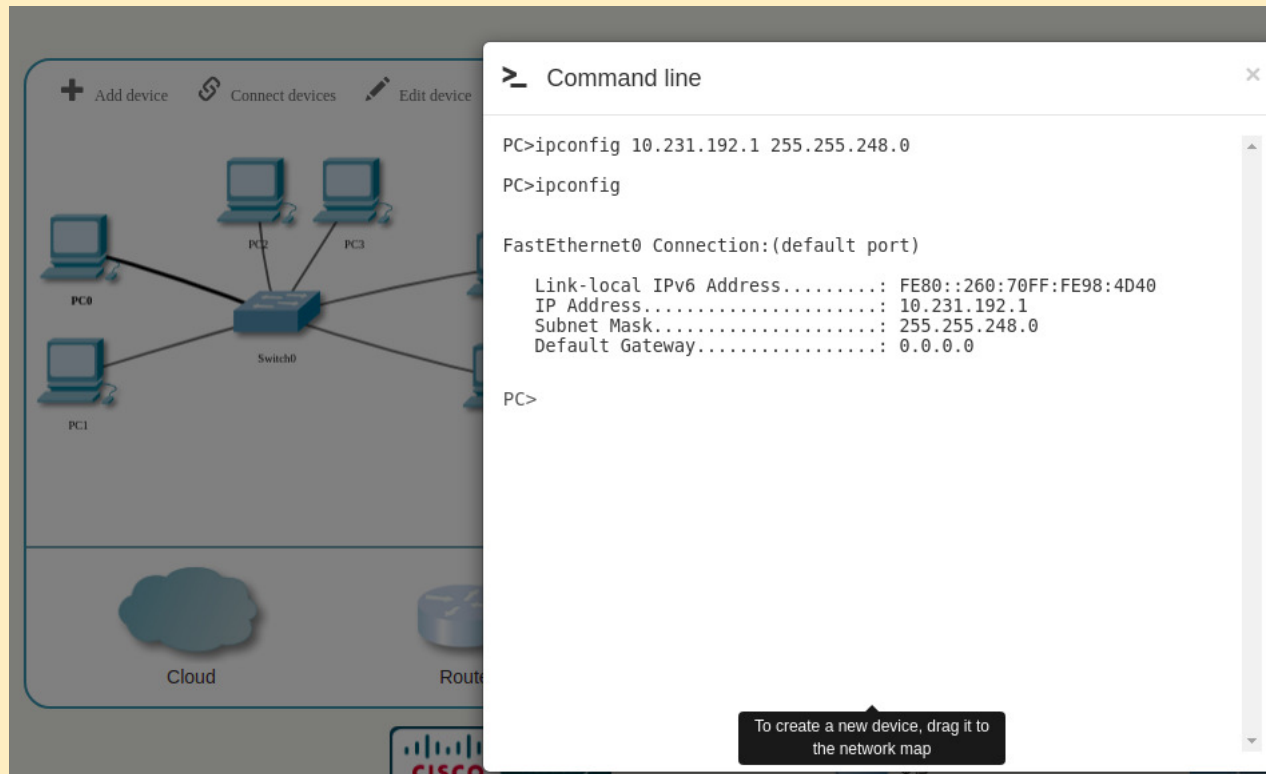 Add device
Connect devices
Edit device
PC2
PC3
PC0
Switch0
PC1
Cloud
Route
CISCO
Command line
PC>ipconfig 10.231.192.1 255.255.248.0
PC>ipconfig
FastEthernet0 Connection:(default port)
Link-local IPv6 Address.........: FE80::260:70FF:FE98:4D40
IP Address......................: 10.231.192.1
Subnet Mask.....................: 255.255.248.0
Default Gateway.................: 0.0.0.0
PC>
To create a new device, drag it to
the network map